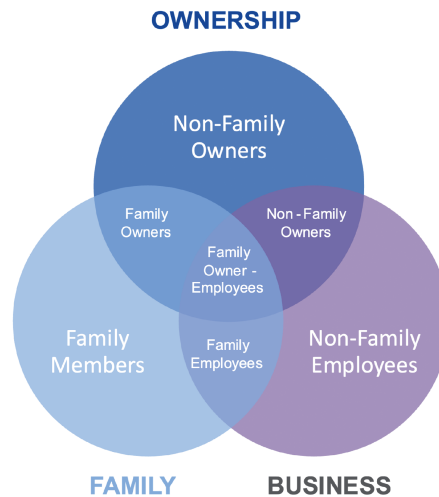 OWNERSHIP
Non-Family
Owners
Family
Owners
Non - Family
Owners
Family
Owner -
Employees
Family
Members
Family
Employees
Non-Family
Employees
FAMILY
BUSINESS